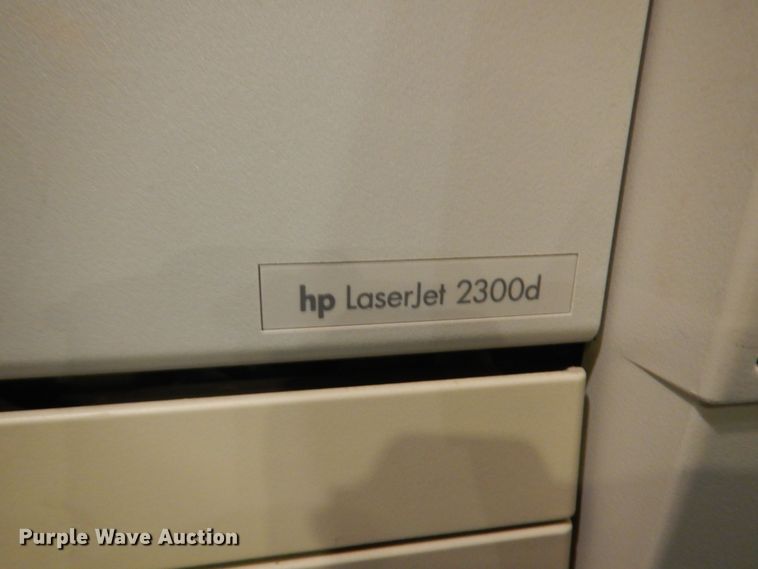 hp LaserJet 2300d
Purple Wave Auction